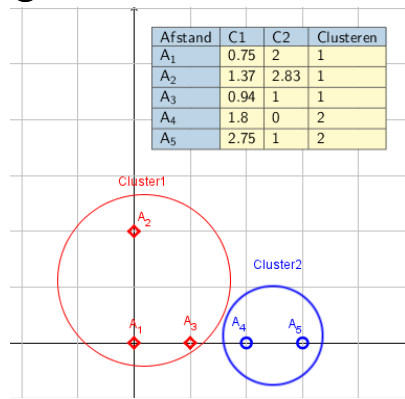 Afstand C1 C2 Clusteren
A₁ 0.75 2 1
A₂ 1.37 2.83 1
A₃ 0.94 1 1
A₄ 1.8 0 2
A₅ 2.75 1 2
Cluster1
A₂
Cluster2
A₁ A₃ A₄ A₅